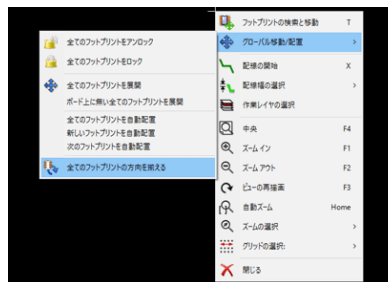 全てのフットプリントをアンロック
全てのフットプリントをロック
全てのフットプリントを展開
ボード上に無い全てのフットプリントを展開
全てのフットプリントを自動配置
新しいフットプリントを自動配置
次のフットプリントを自動配置
全てのフットプリントの方向を揃える
フットプリントの検索と移動 T
グローバル移動/配置 >
配線の開始 X
配線幅の選択 >
作業レイヤの選択
中央 F4
ズーム イン F1
ズーム アウト F2
ビューの再描画 F3
自動ズーム Home
ズームの選択 >
グリッドの選択: >
閉じる